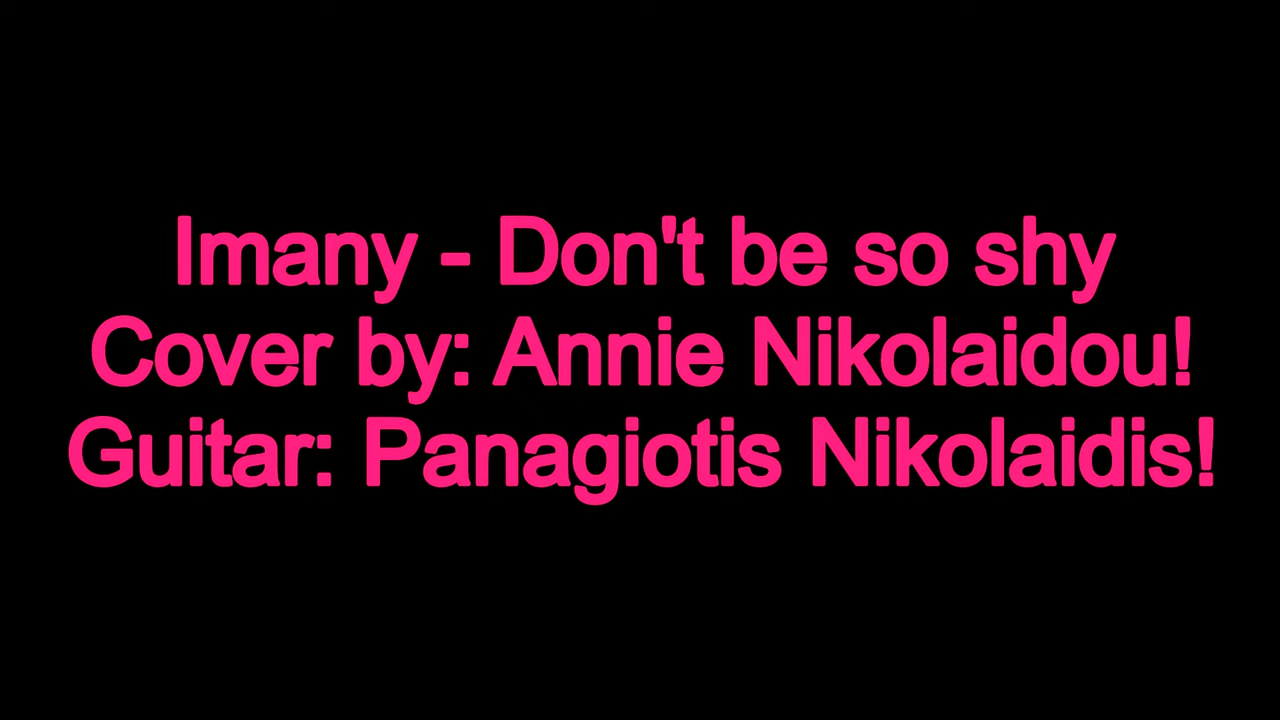 Imany - Don't be so shy
Cover by: Annie Nikolaidou!
Guitar: Panagiotis Nikolaidis!